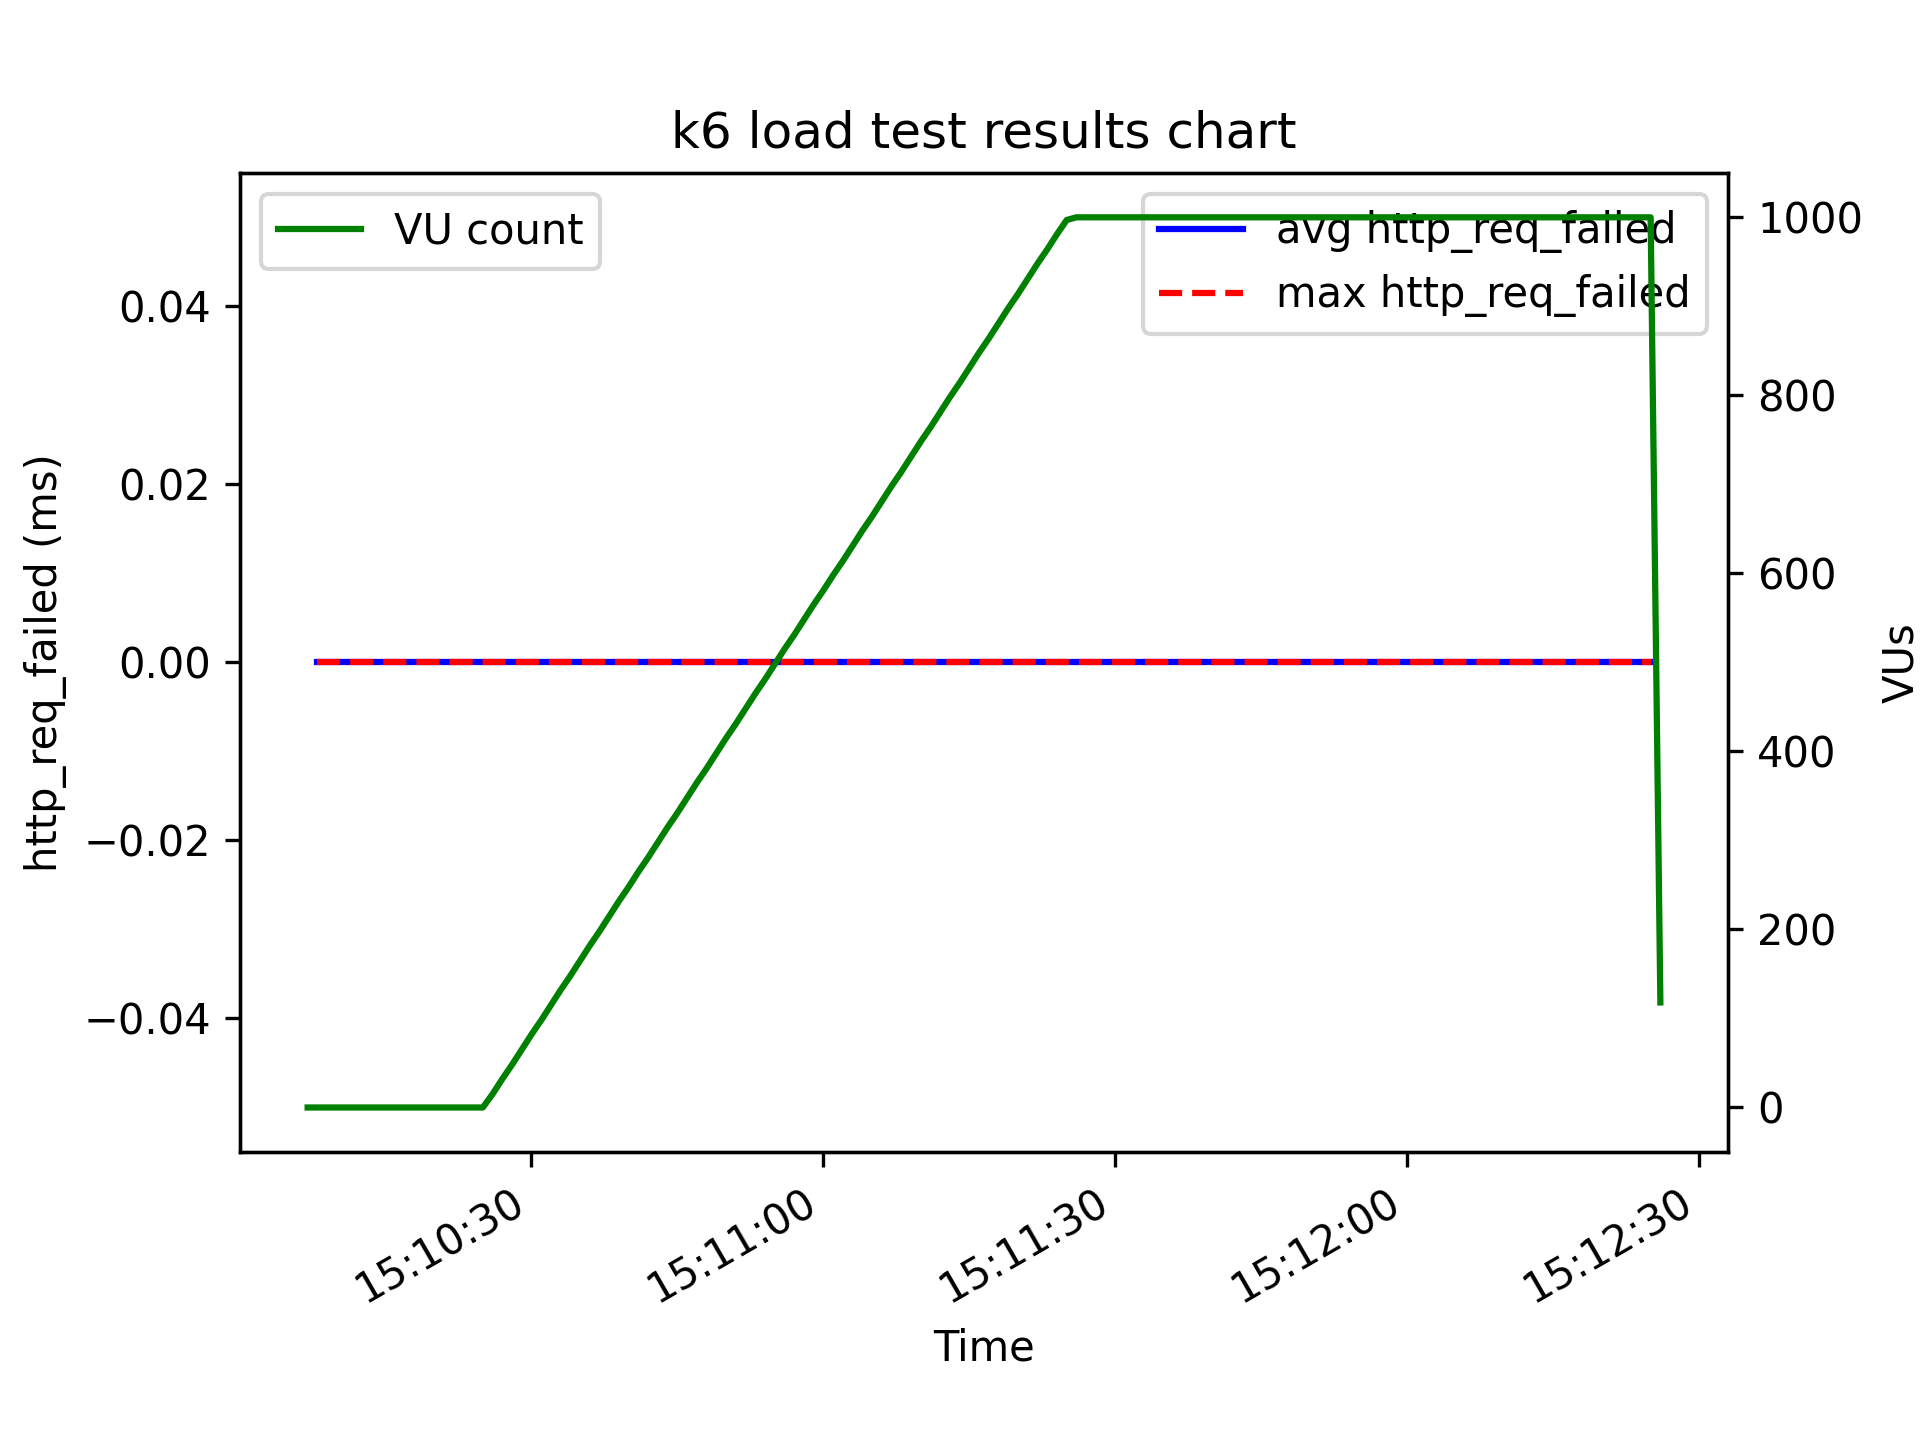 k6 load test results chart
VU count
avg http_req_failed
max http_req_failed
http_req_failed (ms)
0.04
0.02
0.00
−0.02
−0.04
1000
800
600
400
200
0
VUs
15:10:30
15:11:00
15:11:30
15:12:00
15:12:30
Time